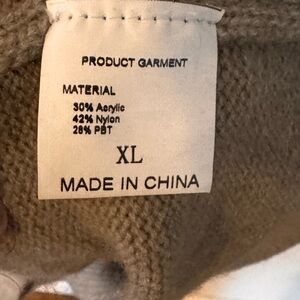 PRODUCT GARMENT
MATERIAL
30% Acrylic
42% Nylon
28% PBT
XL
MADE IN CHINA